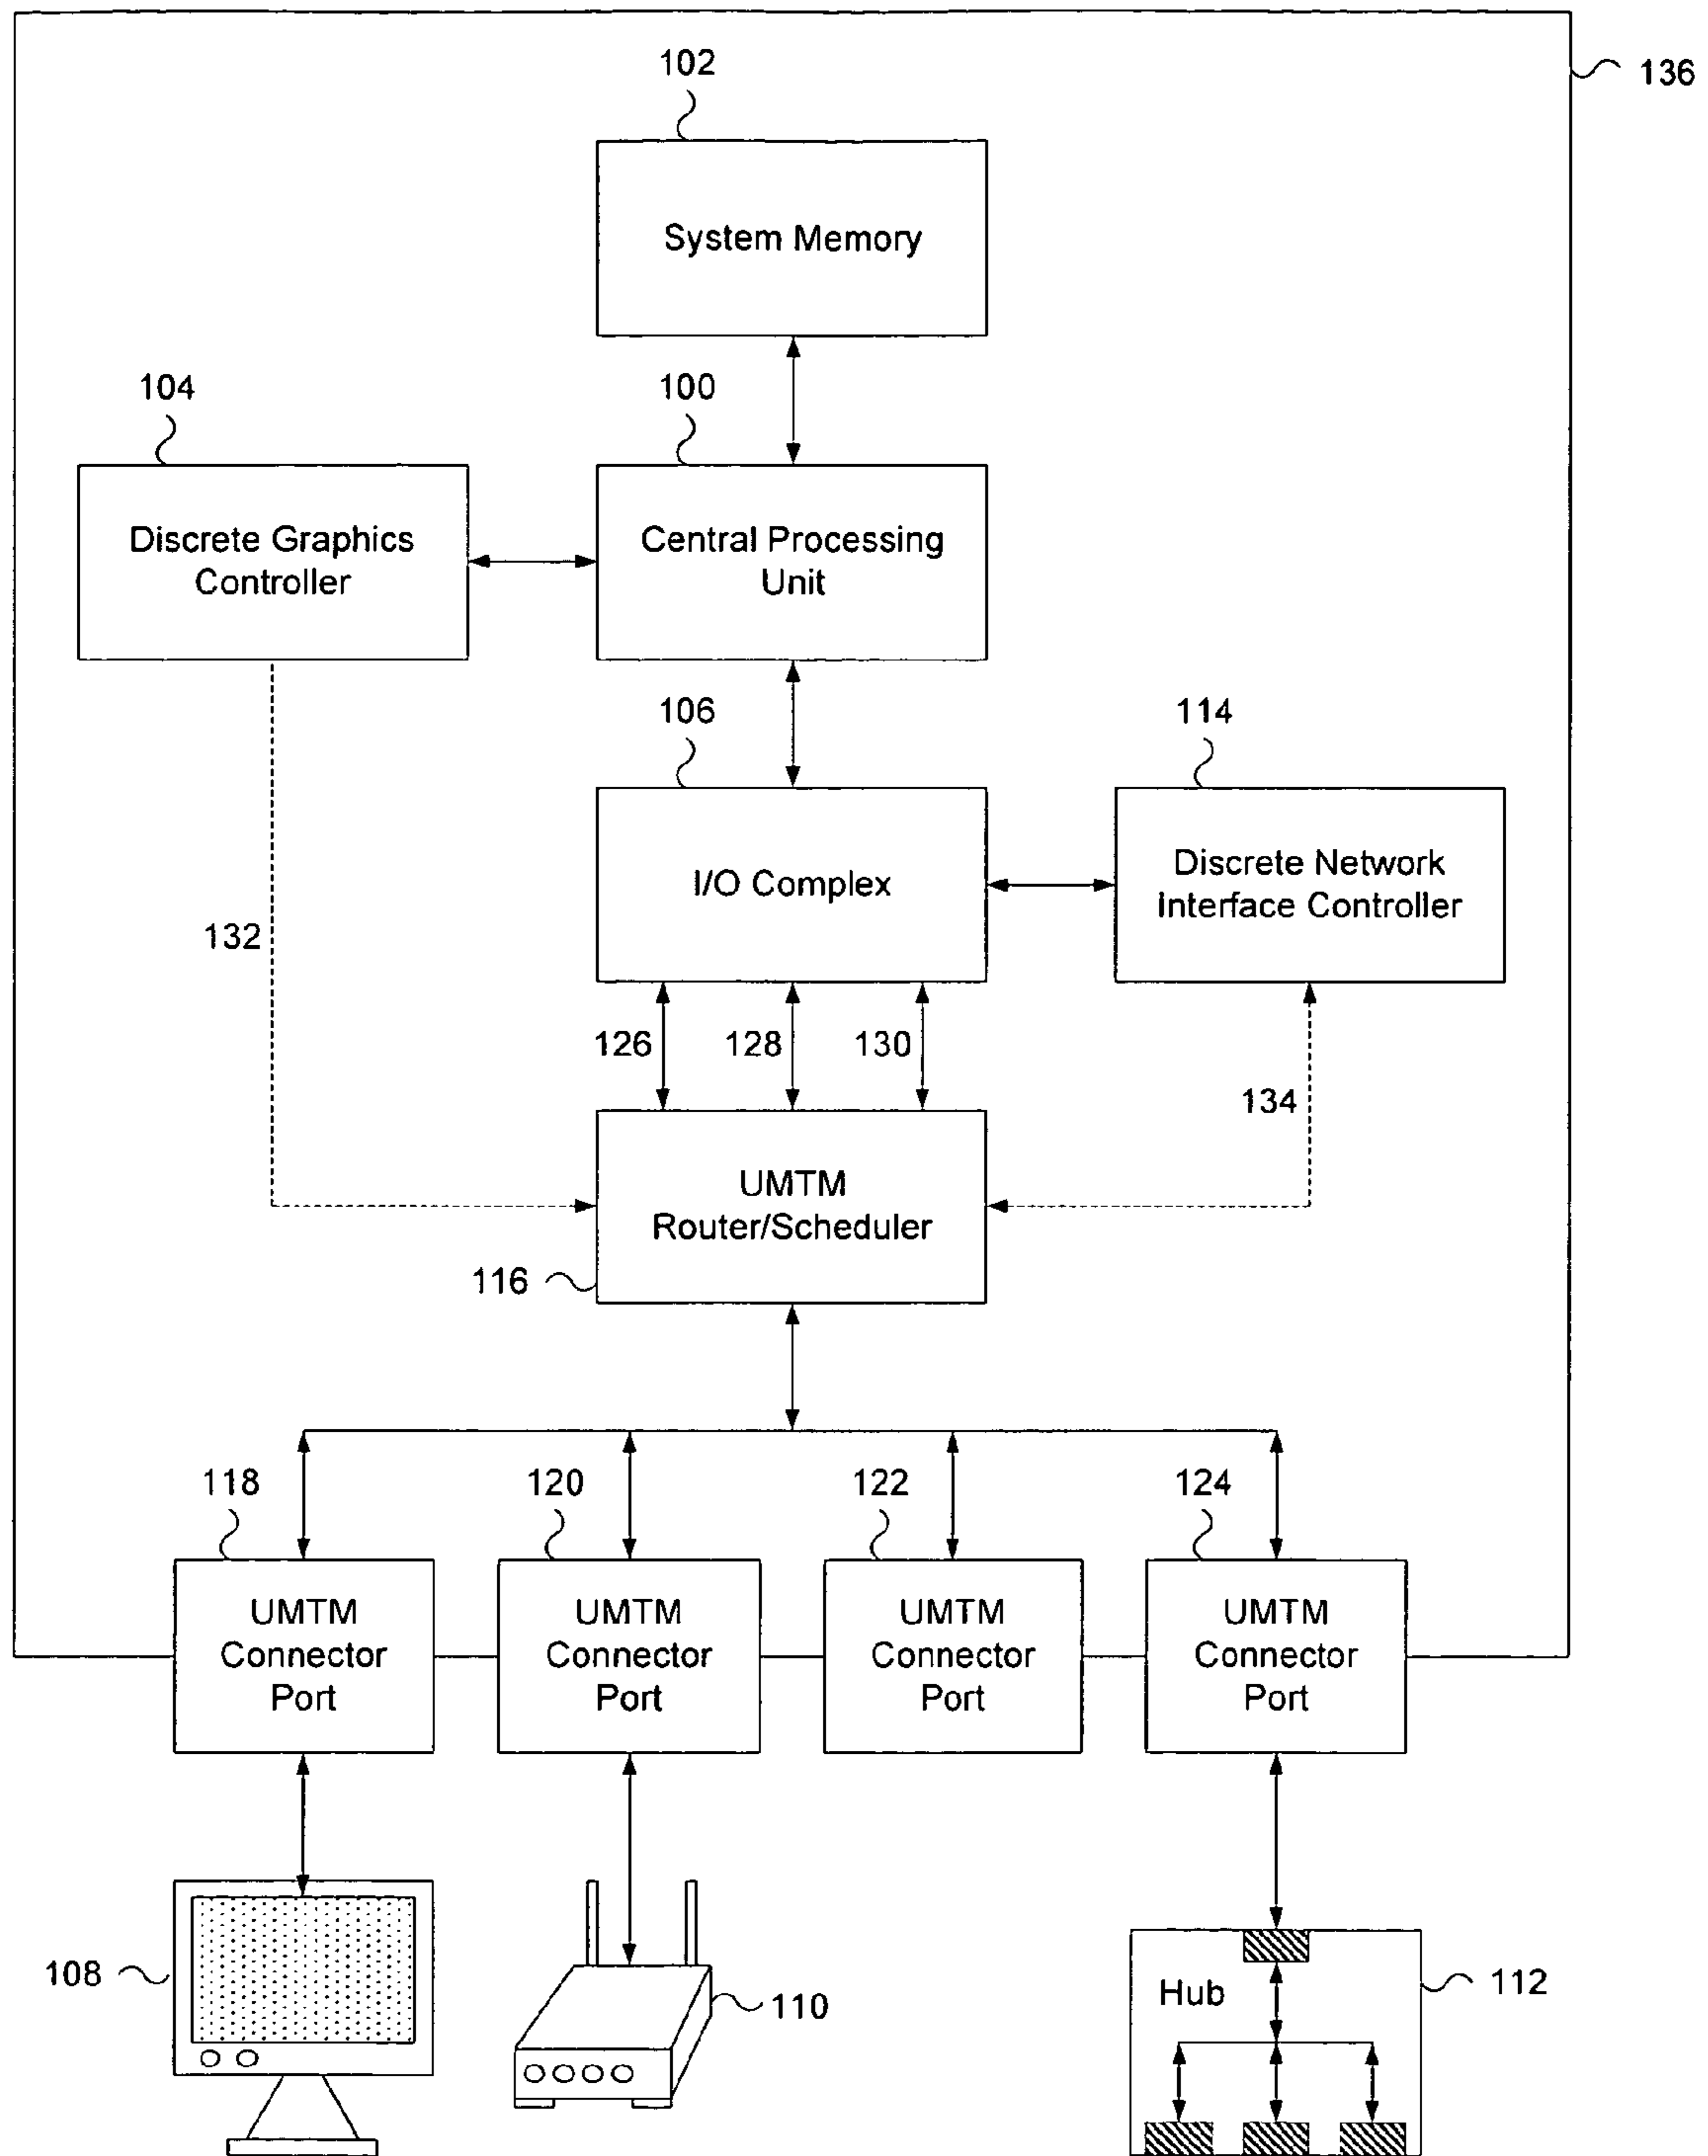 102
136
System Memory
104
100
Discrete Graphics
Controller
Central Processing
Unit
106
114
I/O Complex
Discrete Network
Interface Controller
132
126
128
130
134
UMTM
Router/Scheduler
116
118
120
122
124
UMTM
Connector
Port
UMTM
Connector
Port
UMTM
Connector
Port
UMTM
Connector
Port
108
110
Hub
112